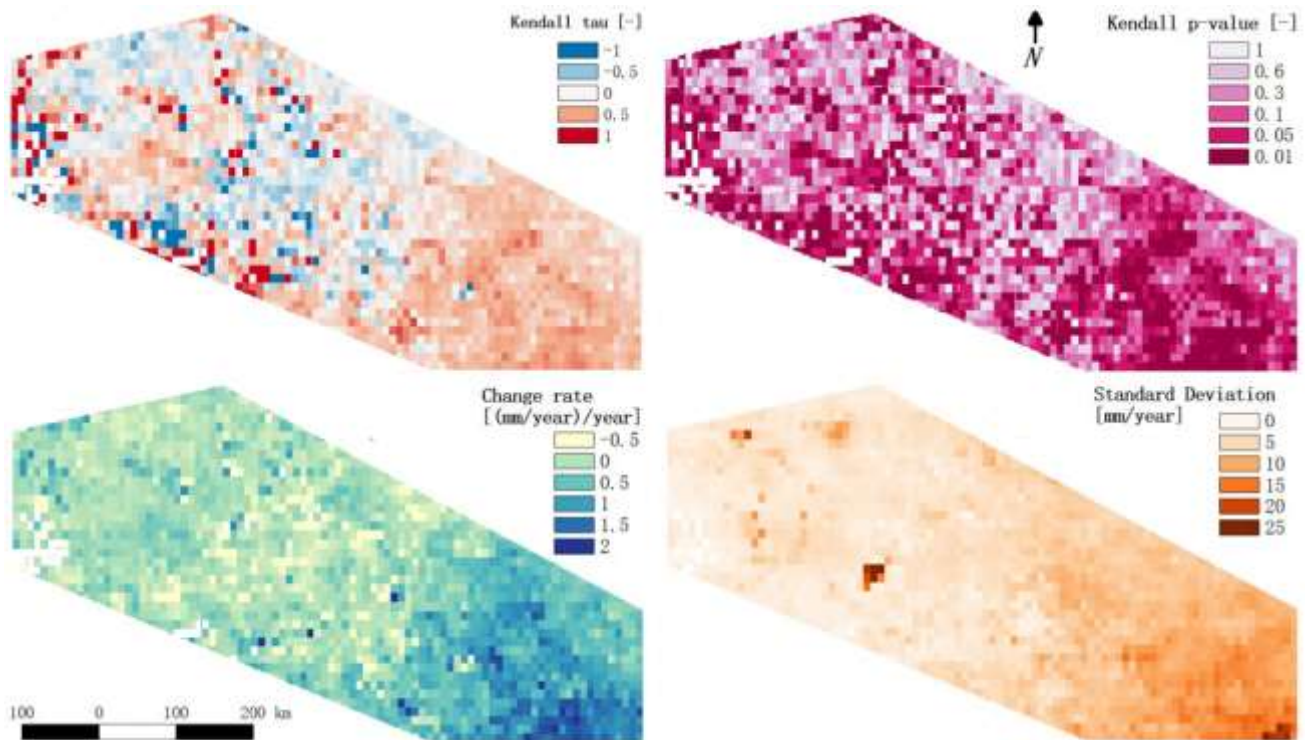 Kendall tau [-]
-1
-0.5
0
0.5
1
N
Kendall p-value [-]
1
0.6
0.3
0.1
0.05
0.01
Change rate
[(mm/year)/year]
-0.5
0
0.5
1
1.5
2
100 0 100 200 km
Standard Deviation
[mm/year]
0
5
10
15
20
25